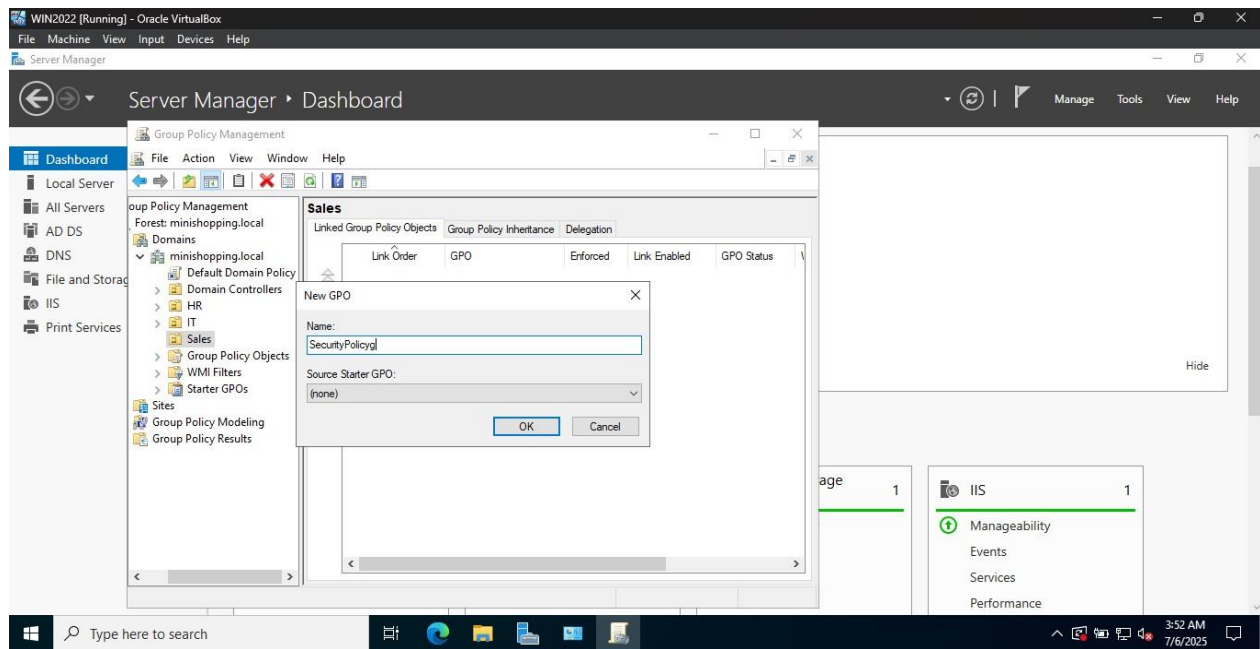 WIN2022 [Running] - Oracle VirtualBox
File Machine View Input Devices Help
Server Manager
Server Manager Dashboard
Manage Tools View Help
Dashboard
Local Server
All Servers
AD DS
DNS
File and Storag
IIS
Print Services
Group Policy Management
File Action View Window Help
oup Policy Management
Forest: minishopping.local
Domains
minishopping.local
Default Domain Policy
Domain Controllers
HR
IT
Sales
Group Policy Objects
WMI Filters
Starter GPOs
Sites
Group Policy Modeling
Group Policy Results
Sales
Linked Group Policy Objects Group Policy Inheritance Delegation
Link Order GPO Enforced Link Enabled GPO Status
New GPO
Name:
SecurityPolicyg
Source Starter GPO:
(none)
OK Cancel
Hide
age 1
IIS 1
Manageability
Events
Services
Performance
Type here to search
3:52 AM
7/6/2025